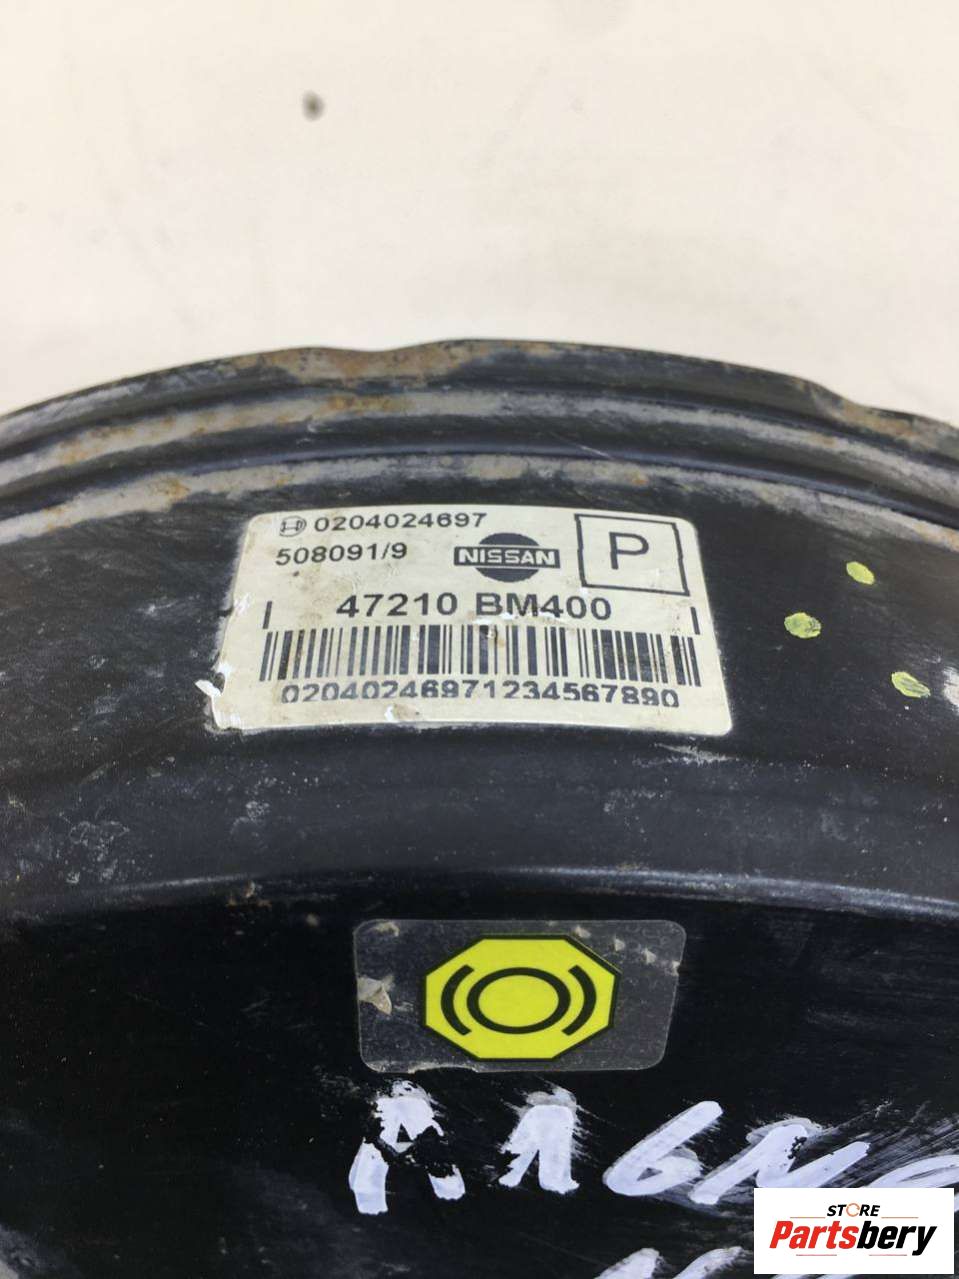 0204024697
508091/9 NISSAN P
47210 BM400
02040246971234567890
STORE
Partsbery